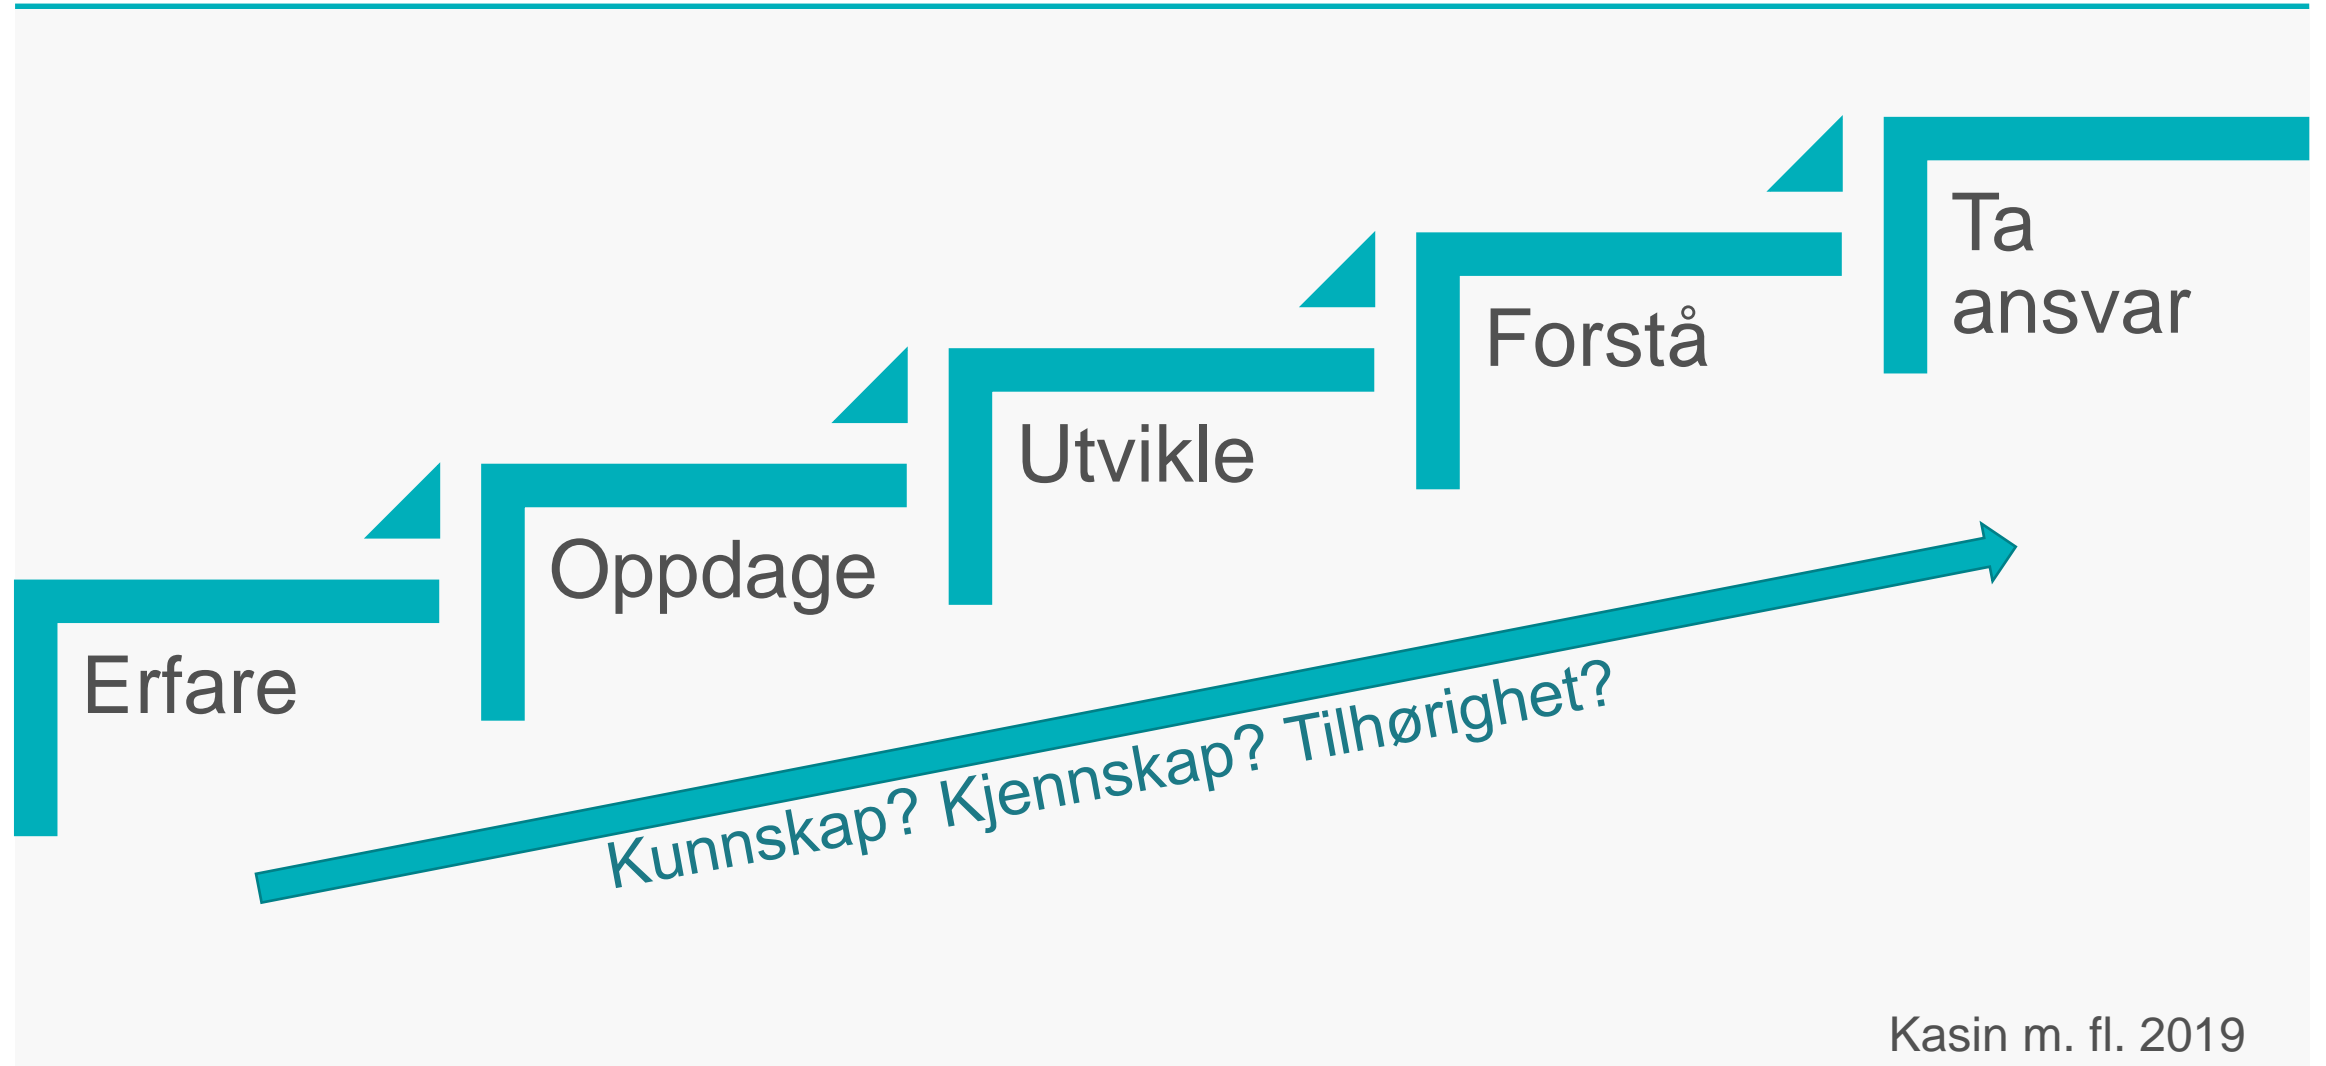 Erfare
Oppdage
Utvikle
Forstå
Ta
ansvar
Kunnskap? Kjennskap? Tilhørighet?
Kasin m. fl. 2019